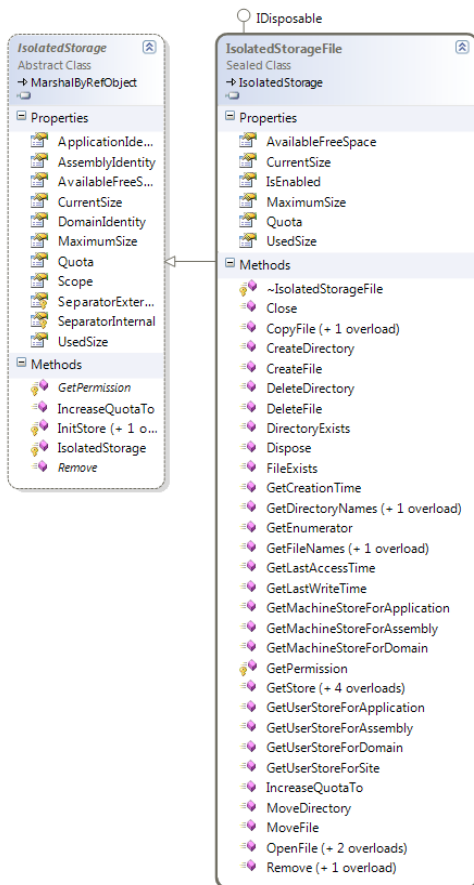 IDisposable
IsolatedStorage
Abstract Class
MarshalByRefObject
Properties
ApplicationIde...
AssemblyIdentity
AvailableFreeS...
CurrentSize
DomainIdentity
MaximumSize
Quota
Scope
SeparatorExter...
SeparatorInternal
UsedSize
Methods
GetPermission
IncreaseQuotaTo
InitStore (+ 1 o...
IsolatedStorage
Remove
IsolatedStorageFile
Sealed Class
IsolatedStorage
Properties
AvailableFreeSpace
CurrentSize
IsEnabled
MaximumSize
Quota
UsedSize
Methods
~IsolatedStorageFile
Close
CopyFile (+ 1 overload)
CreateDirectory
CreateFile
DeleteDirectory
DeleteFile
DirectoryExists
Dispose
FileExists
GetCreationTime
GetDirectoryNames (+ 1 overload)
GetEnumerator
GetFileNames (+ 1 overload)
GetLastAccessTime
GetLastWriteTime
GetMachineStoreForApplication
GetMachineStoreForAssembly
GetMachineStoreForDomain
GetPermission
GetStore (+ 4 overloads)
GetUserStoreForApplication
GetUserStoreForAssembly
GetUserStoreForDomain
GetUserStoreForSite
IncreaseQuotaTo
MoveDirectory
MoveFile
OpenFile (+ 2 overloads)
Remove (+ 1 overload)